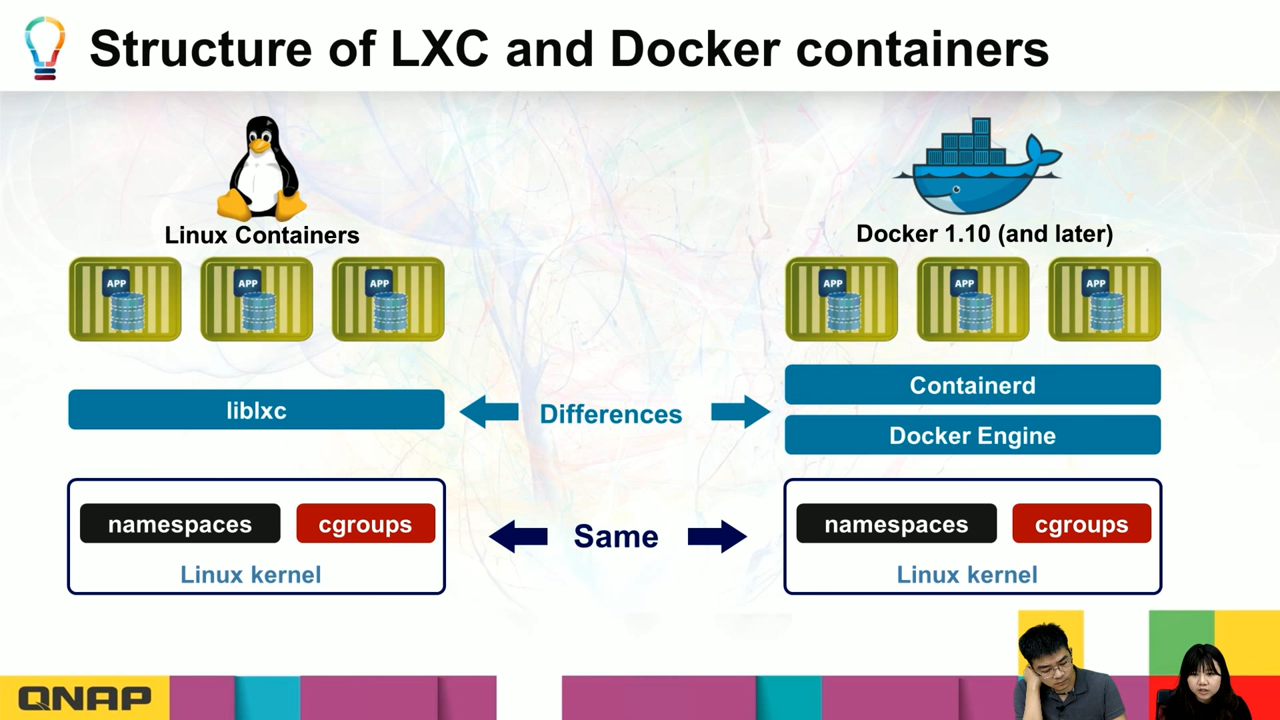 Structure of LXC and Docker containers
Linux Containers
APP
APP
APP
liblxc
namespaces
cgroups
Linux kernel
Differences
Same
Docker 1.10 (and later)
APP
APP
APP
Containerd
Docker Engine
namespaces
cgroups
Linux kernel
QNAP